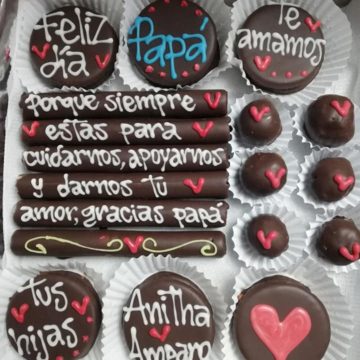 Feliz
día
Papá
Te
amamos
Porque siempre
estás para
cuidarnos, apoyarnos
y darnos tu
amor, gracias papá
Tus
hijas
Anitha
Amparo